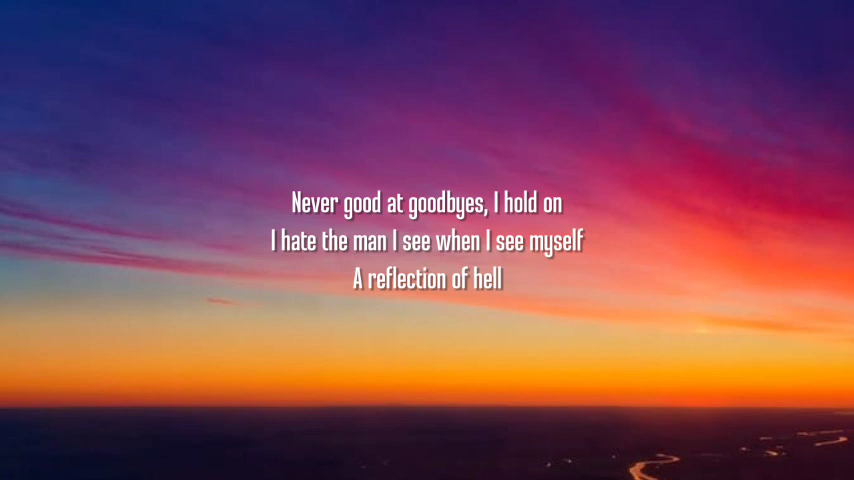 Never good at goodbyes, I hold on
I hate the man I see when I see myself
A reflection of hell